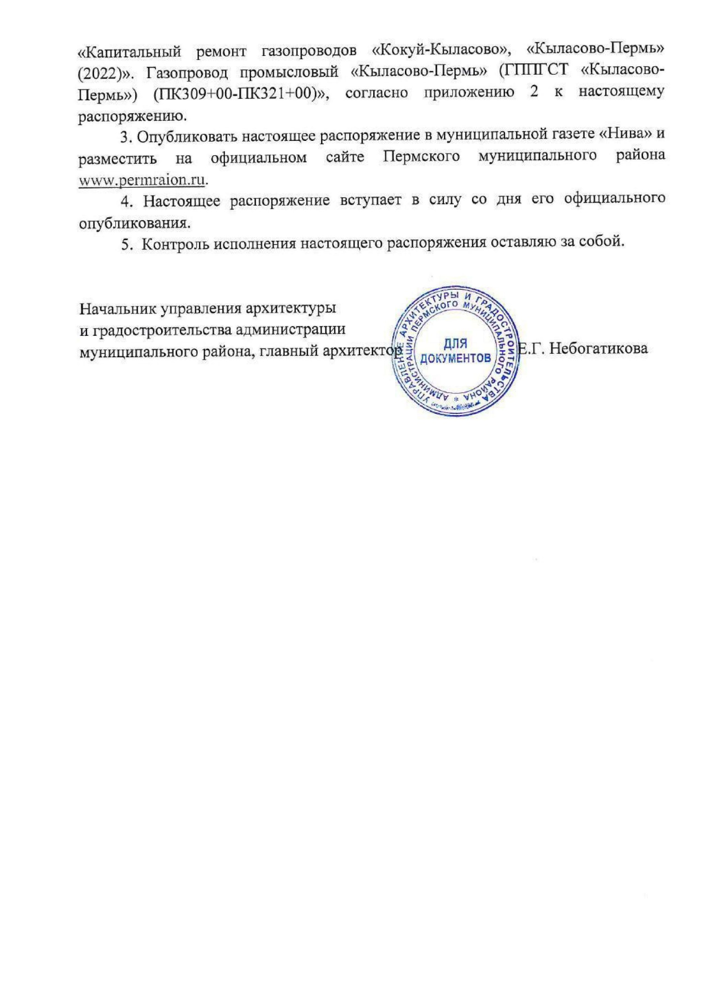 «Капитальный ремонт газопроводов «Кокуй-Кыласово», «Кыласово-Пермь»
(2022)». Газопровод промысловый «Кыласово-Пермь» (ГППГСТ «Кыласово-
Пермь») (ПК309+00-ПК321+00)», согласно приложению 2 к настоящему
распоряжению.
3. Опубликовать настоящее распоряжение в муниципальной газете «Нива» и
разместить на официальном сайте Пермского муниципального района
www.permraion.ru.
4. Настоящее распоряжение вступает в силу со дня его официального
опубликования.
5. Контроль исполнения настоящего распоряжения оставляю за собой.
Начальник управления архитектуры
и градостроительства администрации
муниципального района, главный архитектор
Е.Г. Небогатикова
УПРАВЛЕНИЕ АРХИТЕКТУРЫ И ГРАДОСТРОИТЕЛЬСТВА
АДМИНИСТРАЦИИ ПЕРМСКОГО МУНИЦИПАЛЬНОГО РАЙОНА *
ДЛЯ
ДОКУМЕНТОВ